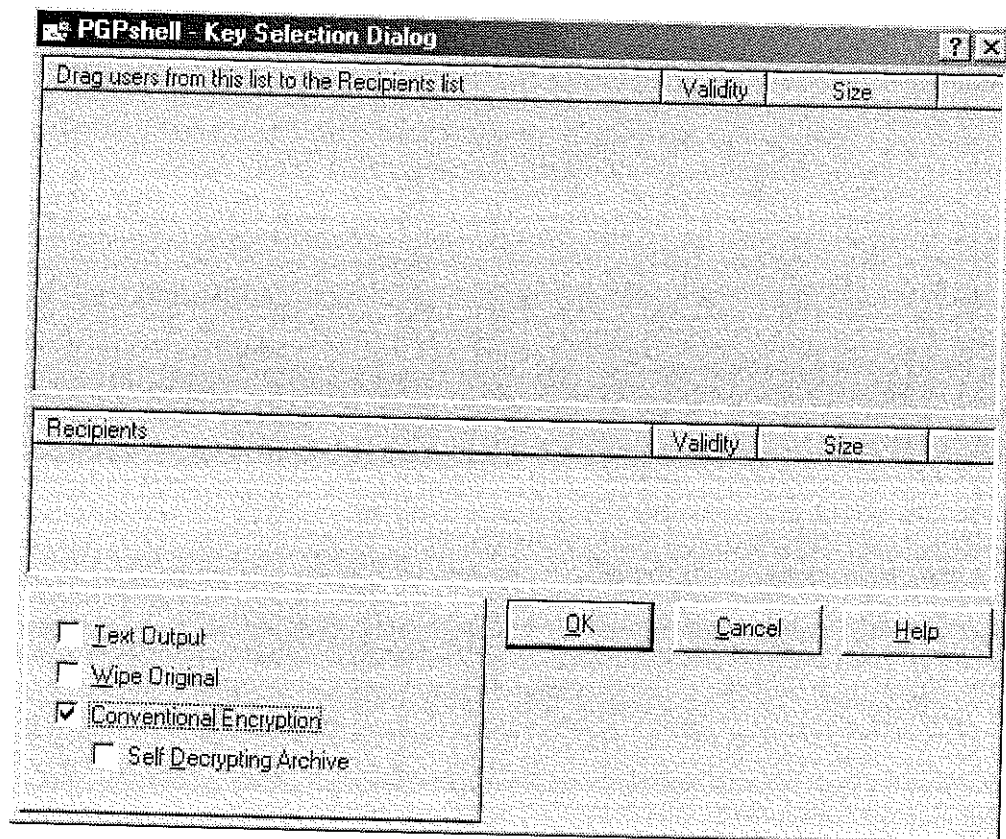 PGPshell - Key Selection Dialog
Drag users from this list to the Recipients list Validity Size
Recipients Validity Size
Text Output
Wipe Original
Conventional Encryption
Self Decrypting Archive
OK Cancel Help